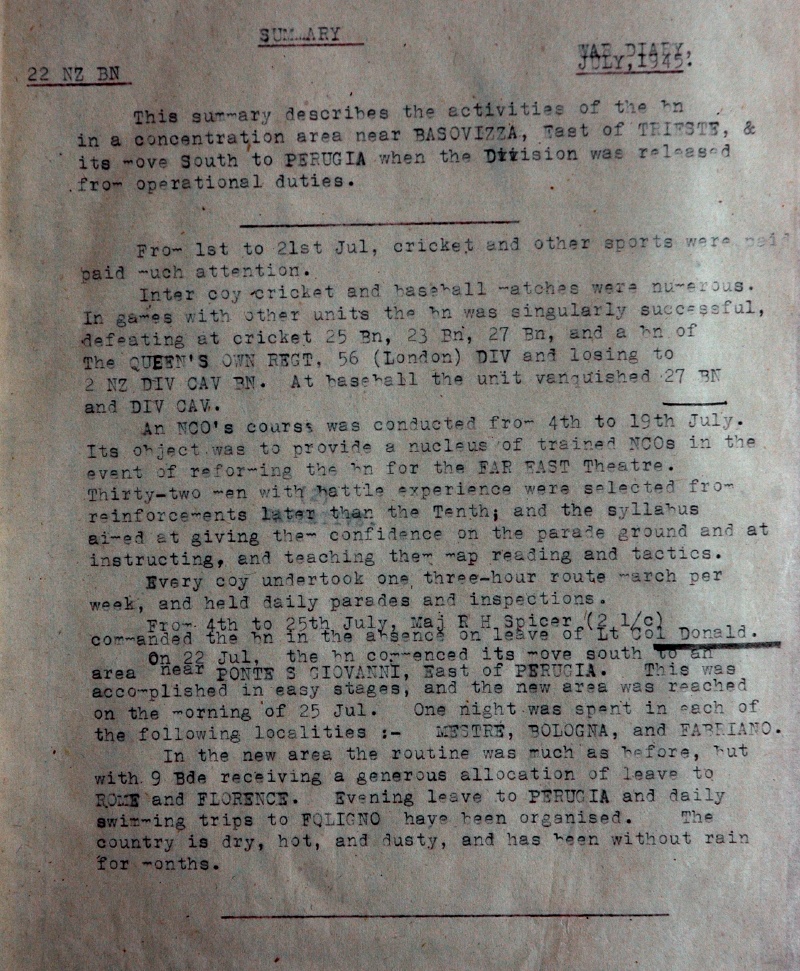 SUMMARY
WAR DIARY,
JULY, 1945.
22 NZ BN
This summary describes the activities of the bn
in a concentration area near BASOVIZZA, East of TRIESTE, &
its move South to PERUGIA when the Division was released
from operational duties.
From 1st to 21st Jul, cricket and other sports were
paid much attention.
Inter coy cricket and baseball matches were numerous.
In games with other units the bn was singularly successful,
defeating at cricket 25 Bn, 23 Bn, 27 Bn, and a bn of
The QUEEN'S OWN REGT, 56 (London) DIV and losing to
2 NZ DIV CAV BN. At baseball the unit vanquished 27 BN
and DIV CAV.
An NCO's course was conducted from 4th to 19th July.
Its object was to provide a nucleus of trained NCOs in the
event of reforming the bn for the FAR EAST Theatre.
Thirty-two men with battle experience were selected from
reinforcements later than the Tenth; and the syllabus
aimed at giving them confidence on the parade ground and at
instructing, and teaching them map reading and tactics.
Every coy undertook one three-hour route march per
week, and held daily parades and inspections.
From 4th to 25th July, Maj E H Spicer (2 i/c)
commanded the bn in the absence on leave of Lt Col Donald.
On 22 Jul, the bn commenced its move south to an
area near PONTE S GIOVANNI, East of PERUGIA. This was
accomplished in easy stages, and the new area was reached
on the morning of 25 Jul. One night was spent in each of
the following localities :- MESTRE, BOLOGNA, and FABRIANO.
In the new area the routine was much as before, but
with 9 Bde receiving a generous allocation of leave to
ROME and FLORENCE. Evening leave to PERUGIA and daily
swimming trips to FOLIGNO have been organised. The
country is dry, hot, and dusty, and has been without rain
for months.